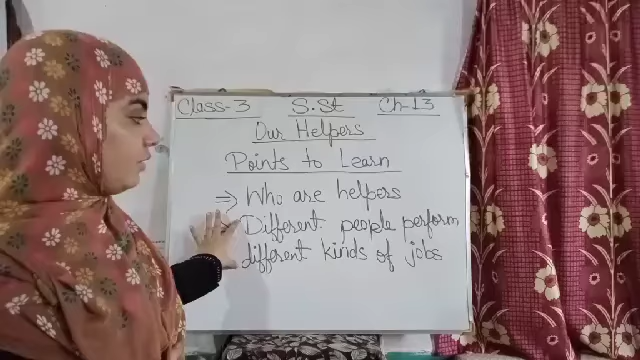 Class-3 S.St Ch-13
Our Helpers
Points to Learn
⇒ Who are helpers
Different people perform
different kinds of jobs